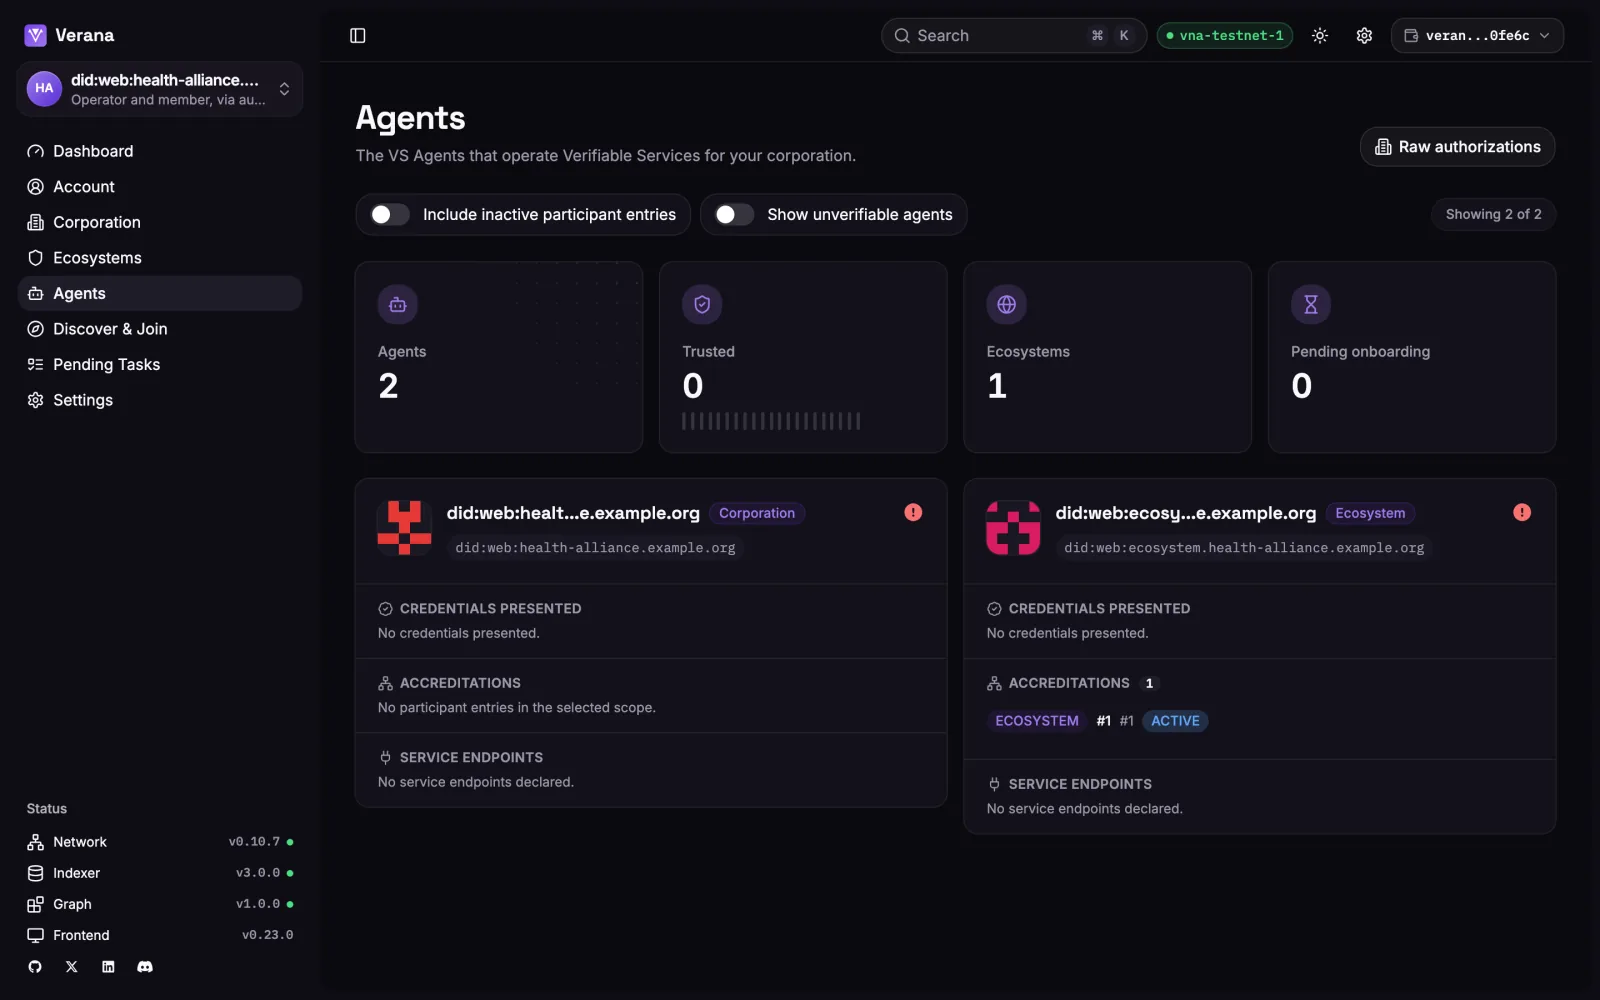 Verana
HA
did:web:health-alliance....
Operator and member, via au...
Dashboard
Account
Corporation
Ecosystems
Agents
Discover & Join
Pending Tasks
Settings
Status
Network v0.10.7
Indexer v3.0.0
Graph v1.0.0
Frontend v0.23.0
Search ⌘ K
vna-testnet-1
veran...0fe6c
Agents
The VS Agents that operate Verifiable Services for your corporation.
Raw authorizations
Include inactive participant entries
Show unverifiable agents
Showing 2 of 2
Agents
2
Trusted
0
Ecosystems
1
Pending onboarding
0
did:web:healt...e.example.org Corporation
did:web:health-alliance.example.org
CREDENTIALS PRESENTED
No credentials presented.
ACCREDITATIONS
No participant entries in the selected scope.
SERVICE ENDPOINTS
No service endpoints declared.
did:web:ecosy...e.example.org Ecosystem
did:web:ecosystem.health-alliance.example.org
CREDENTIALS PRESENTED
No credentials presented.
ACCREDITATIONS 1
ECOSYSTEM #1 #1 ACTIVE
SERVICE ENDPOINTS
No service endpoints declared.